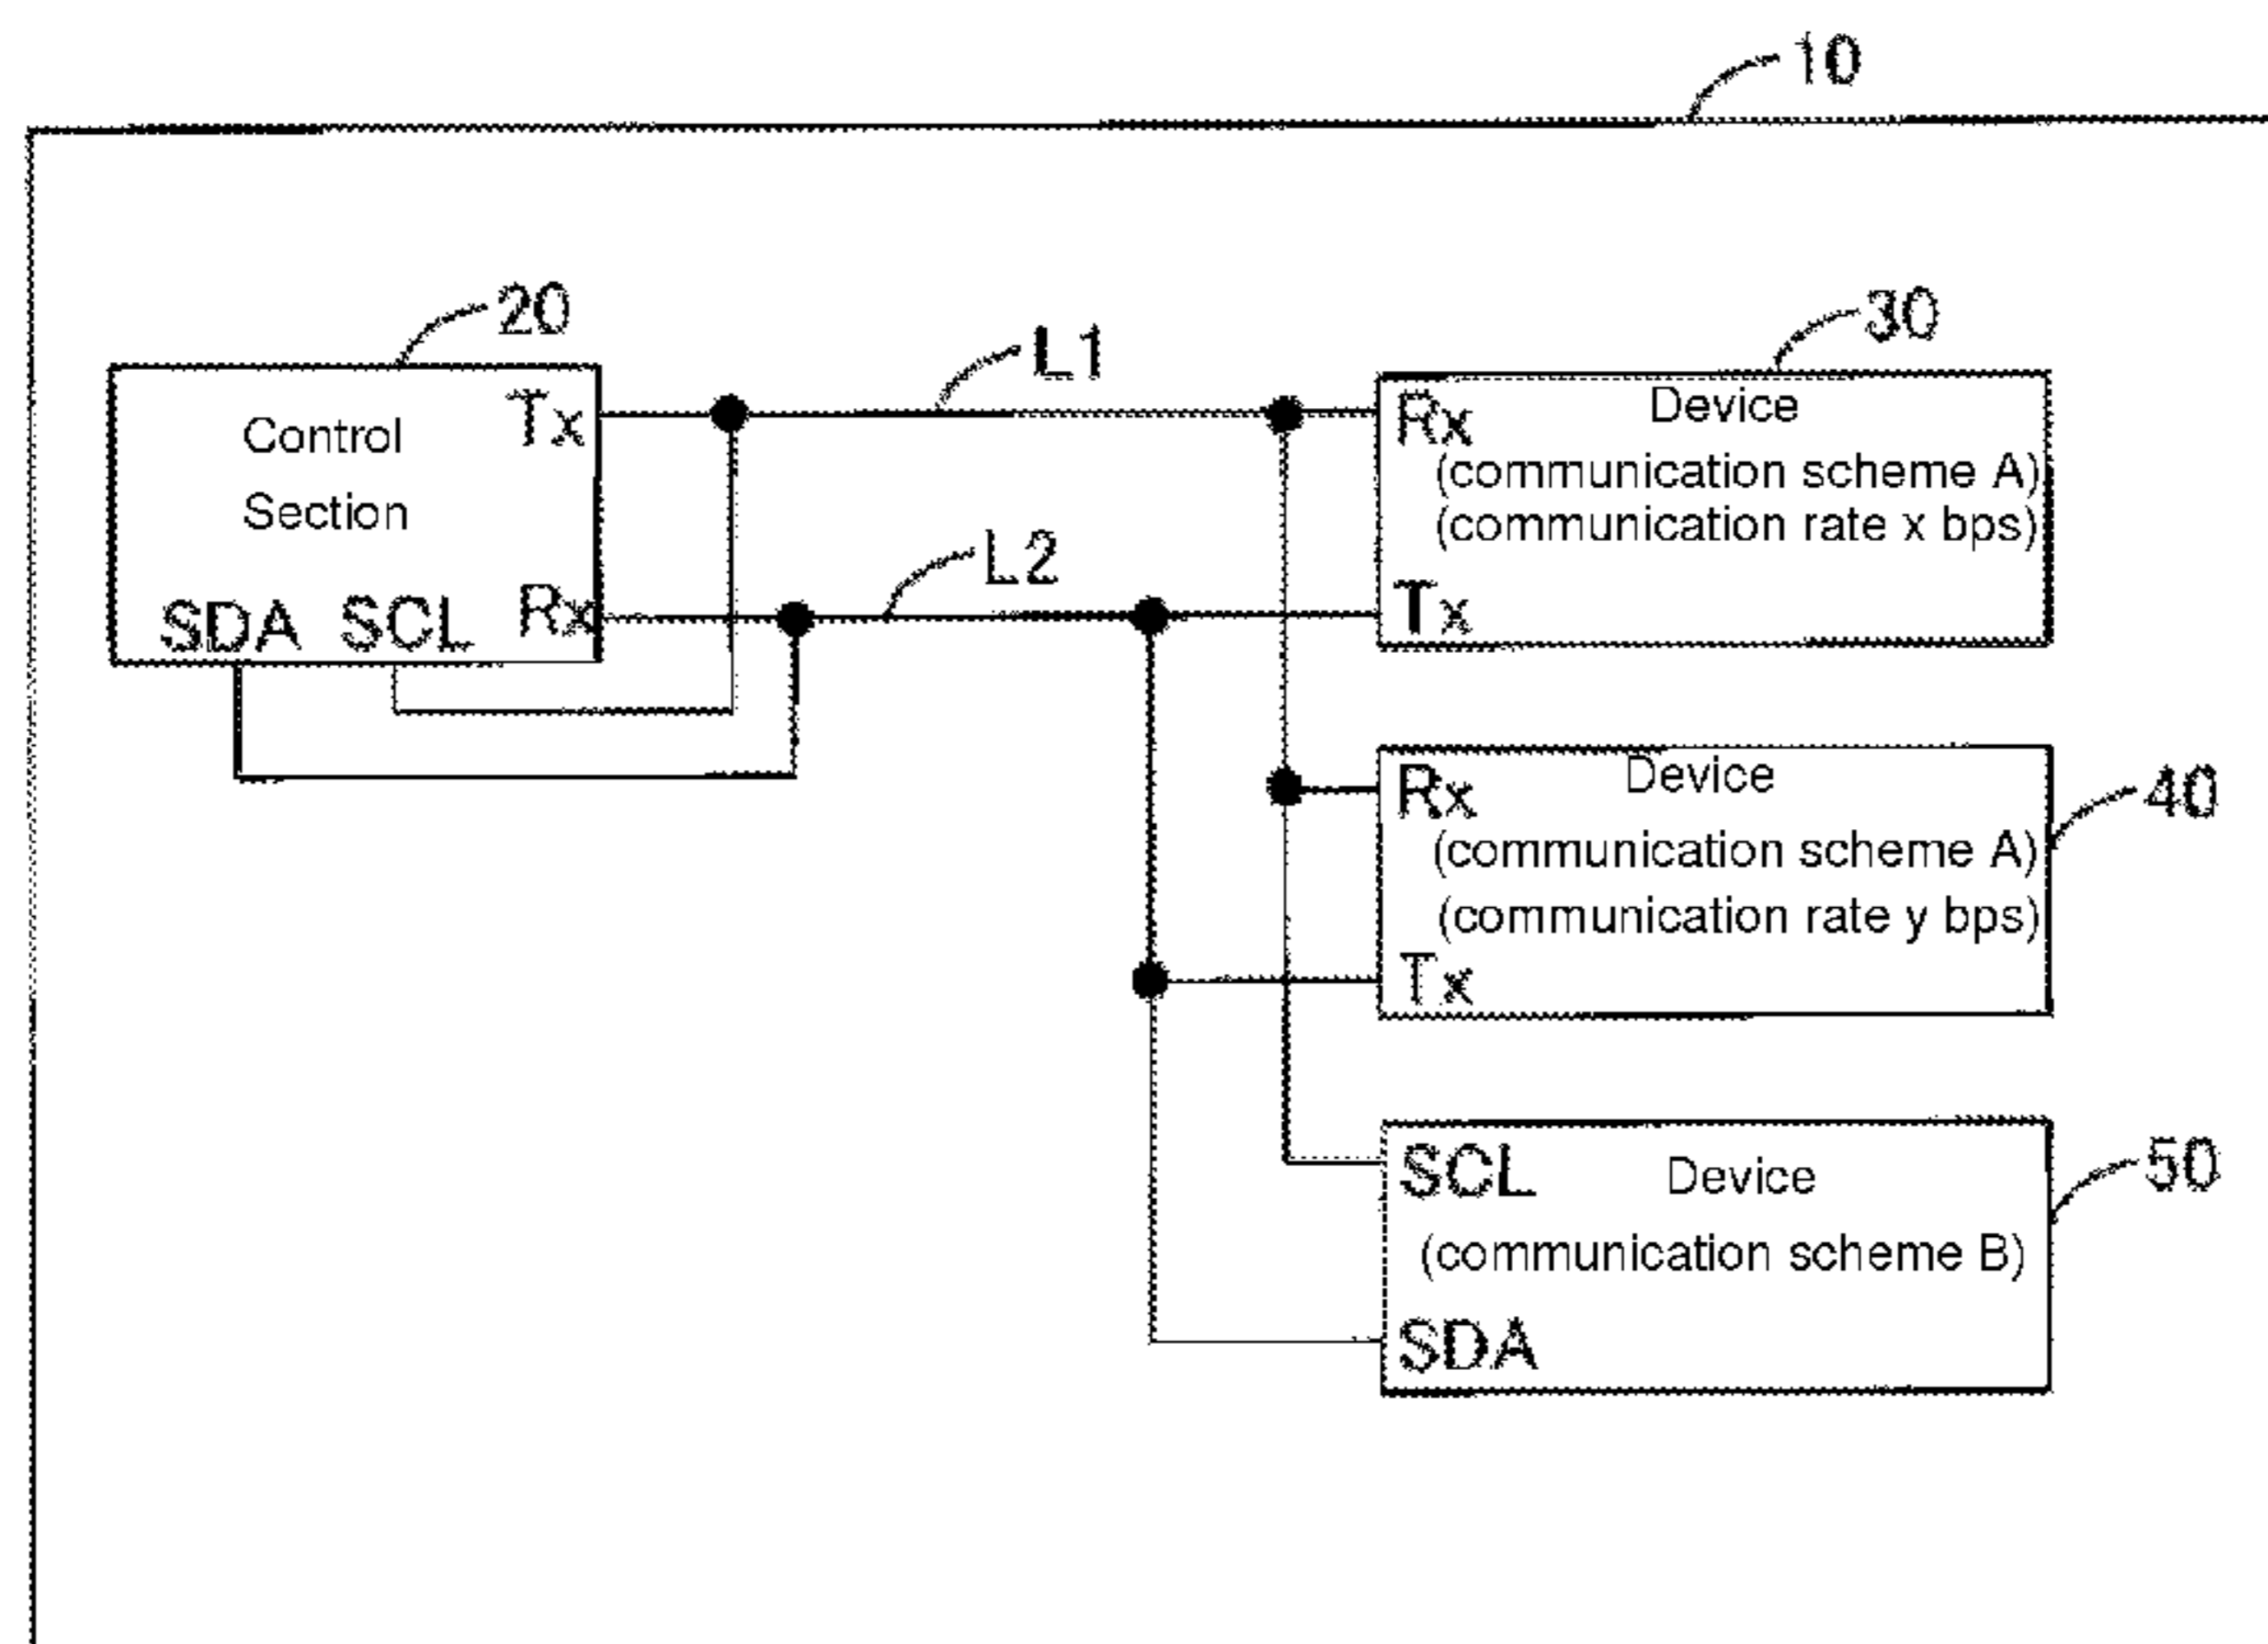 10
20
Control
Section
Tx
Rx
SDA SCL
L1
L2
30
Device
Rx
(communication scheme A)
(communication rate x bps)
Tx
40
Device
Rx
(communication scheme A)
(communication rate y bps)
Tx
50
SCL Device
(communication scheme B)
SDA